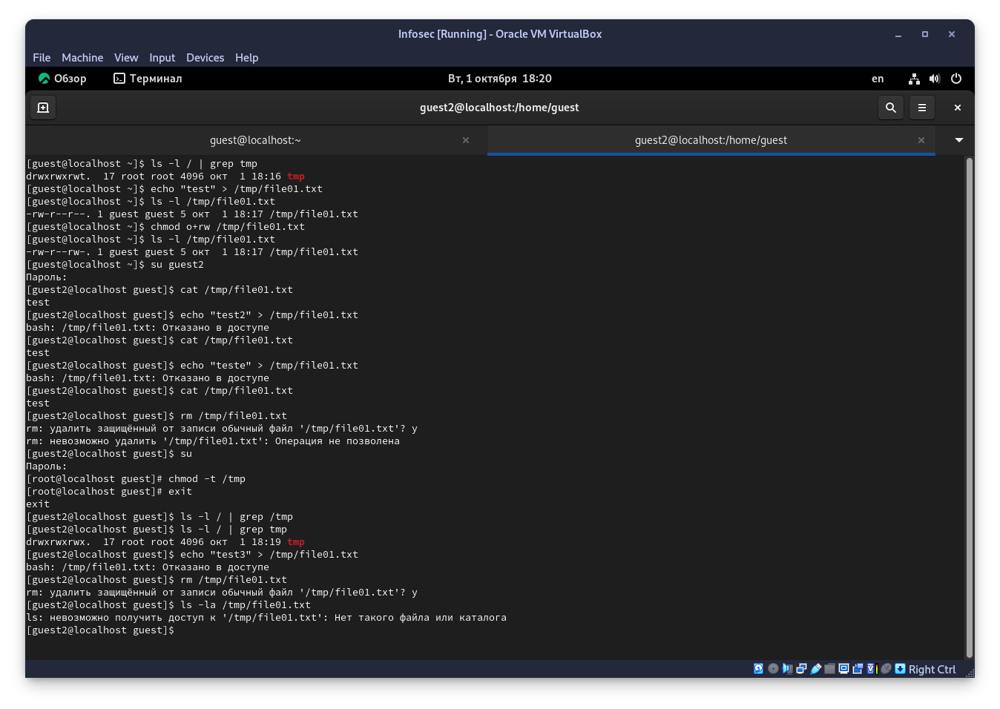 Infosec [Running] - Oracle VM VirtualBox
File Machine View Input Devices Help
Обзор Терминал Вт, 1 октября 18:20 en
guest2@localhost:/home/guest
guest@localhost:~ guest2@localhost:/home/guest
[guest@localhost ~]$ ls -l / | grep tmp
drwxrwxrwt. 17 root root 4096 окт  1 18:16 tmp
[guest@localhost ~]$ echo "test" > /tmp/file01.txt
[guest@localhost ~]$ ls -l /tmp/file01.txt
-rw-r--r--. 1 guest guest 5 окт  1 18:17 /tmp/file01.txt
[guest@localhost ~]$ chmod o+rw /tmp/file01.txt
[guest@localhost ~]$ ls -l /tmp/file01.txt
-rw-r--rw-. 1 guest guest 5 окт  1 18:17 /tmp/file01.txt
[guest@localhost ~]$ su guest2
Пароль:
[guest2@localhost guest]$ cat /tmp/file01.txt
test
[guest2@localhost guest]$ echo "test2" > /tmp/file01.txt
bash: /tmp/file01.txt: Отказано в доступе
[guest2@localhost guest]$ cat /tmp/file01.txt
test
[guest2@localhost guest]$ echo "teste" > /tmp/file01.txt
bash: /tmp/file01.txt: Отказано в доступе
[guest2@localhost guest]$ cat /tmp/file01.txt
test
[guest2@localhost guest]$ rm /tmp/file01.txt
rm: удалить защищённый от записи обычный файл '/tmp/file01.txt'? y
rm: невозможно удалить '/tmp/file01.txt': Операция не позволена
[guest2@localhost guest]$ su
Пароль:
[root@localhost guest]# chmod -t /tmp
[root@localhost guest]# exit
exit
[guest2@localhost guest]$ ls -l / | grep /tmp
[guest2@localhost guest]$ ls -l / | grep tmp
drwxrwxrwx. 17 root root 4096 окт  1 18:19 tmp
[guest2@localhost guest]$ echo "test3" > /tmp/file01.txt
bash: /tmp/file01.txt: Отказано в доступе
[guest2@localhost guest]$ rm /tmp/file01.txt
rm: удалить защищённый от записи обычный файл '/tmp/file01.txt'? y
[guest2@localhost guest]$ ls -la /tmp/file01.txt
ls: невозможно получить доступ к '/tmp/file01.txt': Нет такого файла или каталога
[guest2@localhost guest]$
Right Ctrl